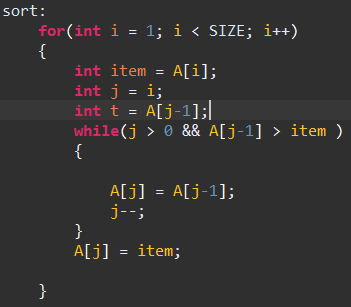 sort:
    for(int i = 1; i < SIZE; i++)
    {
        int item = A[i];
        int j = i;
        int t = A[j-1];
        while(j > 0 && A[j-1] > item )
        {

            A[j] = A[j-1];
            j--;
        }
        A[j] = item;

    }